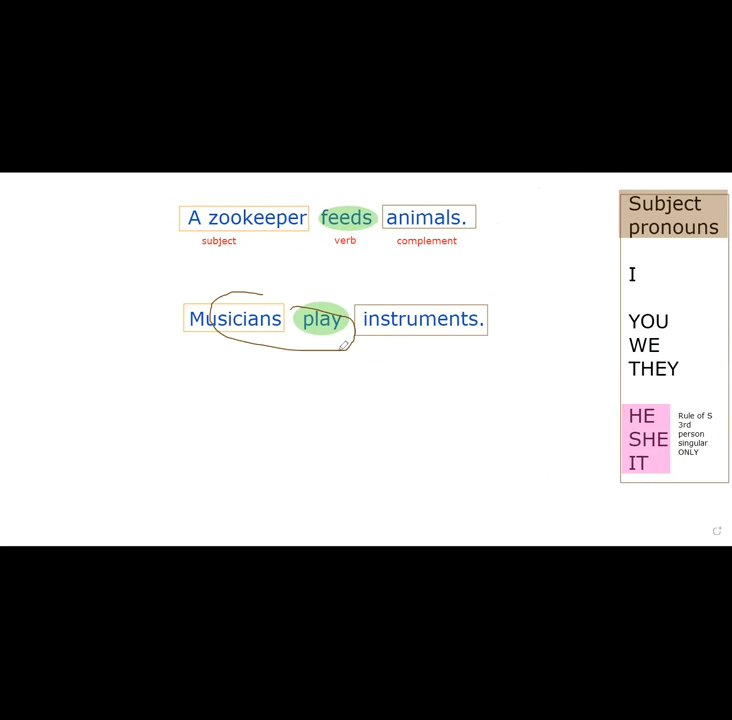 A zookeeper feeds animals.
subject verb complement
Musicians play instruments.
Subject
pronouns
I
YOU
WE
THEY
HE
SHE
IT
Rule of S
3rd
person
singular
ONLY